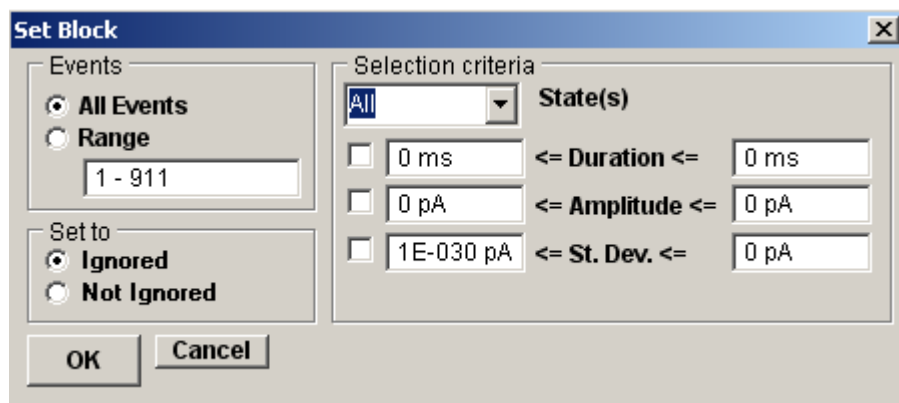 Set Block
Events
All Events
Range
1 - 911
Set to
Ignored
Not Ignored
OK
Cancel
Selection criteria
All State(s)
0 ms <= Duration <= 0 ms
0 pA <= Amplitude <= 0 pA
1E-030 pA <= St. Dev. <= 0 pA